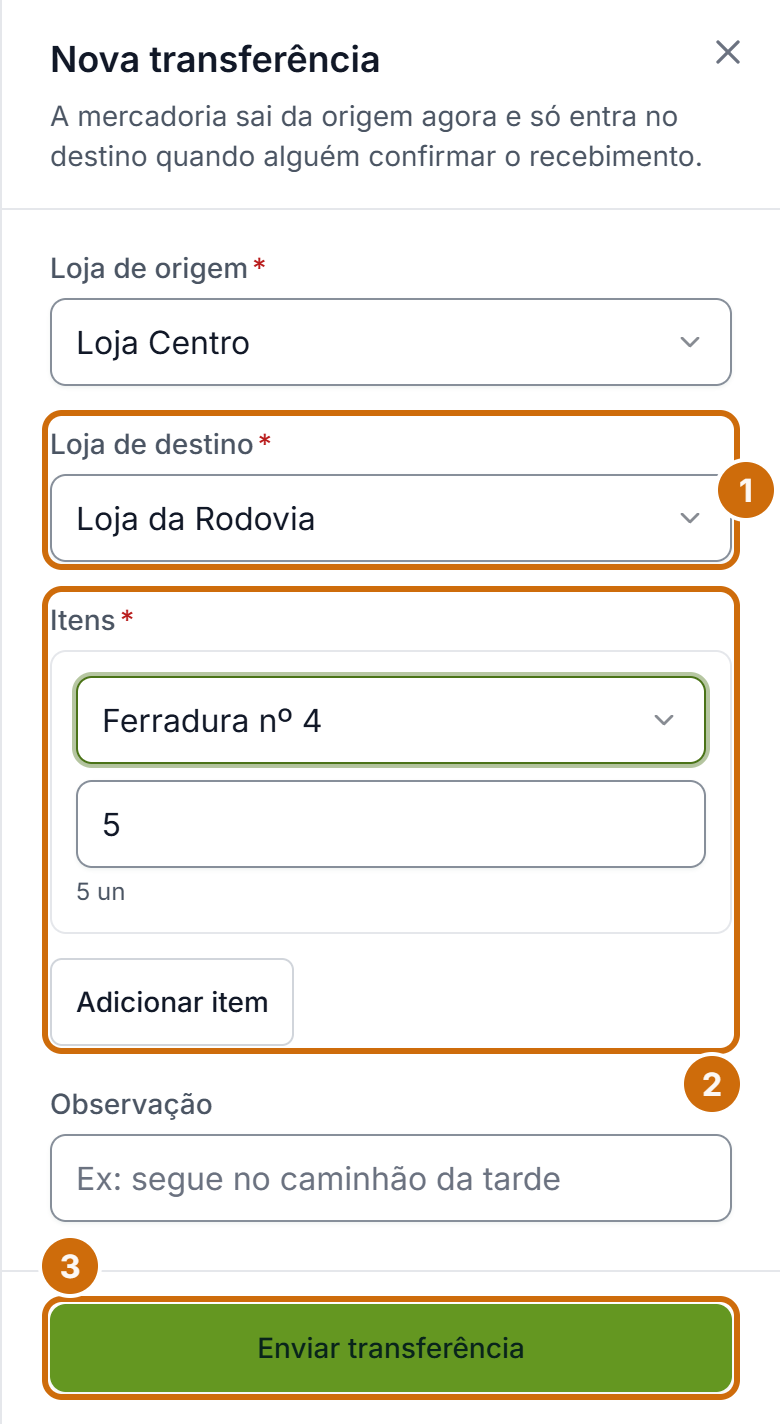 Nova transferência
A mercadoria sai da origem agora e só entra no
destino quando alguém confirmar o recebimento.
Loja de origem *
Loja Centro
Loja de destino *
1
Loja da Rodovia
Itens *
Ferradura nº 4
5
5 un
Adicionar item
2
Observação
Ex: segue no caminhão da tarde
3
Enviar transferência